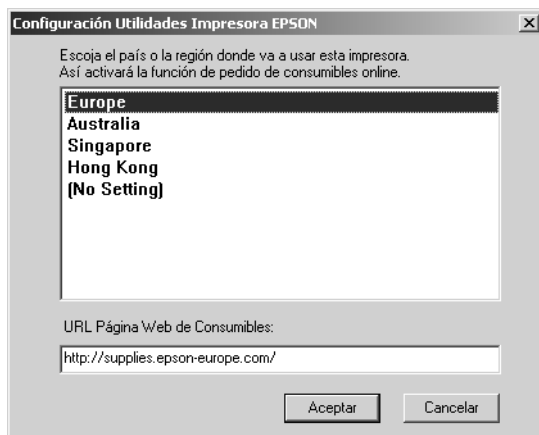 Configuración Utilidades Impresora EPSON
Escoja el país o la región donde va a usar esta impresora.
Así activará la función de pedido de consumibles online.
Europe
Australia
Singapore
Hong Kong
(No Setting)
URL Página Web de Consumibles:
http://supplies.epson-europe.com/
Aceptar
Cancelar